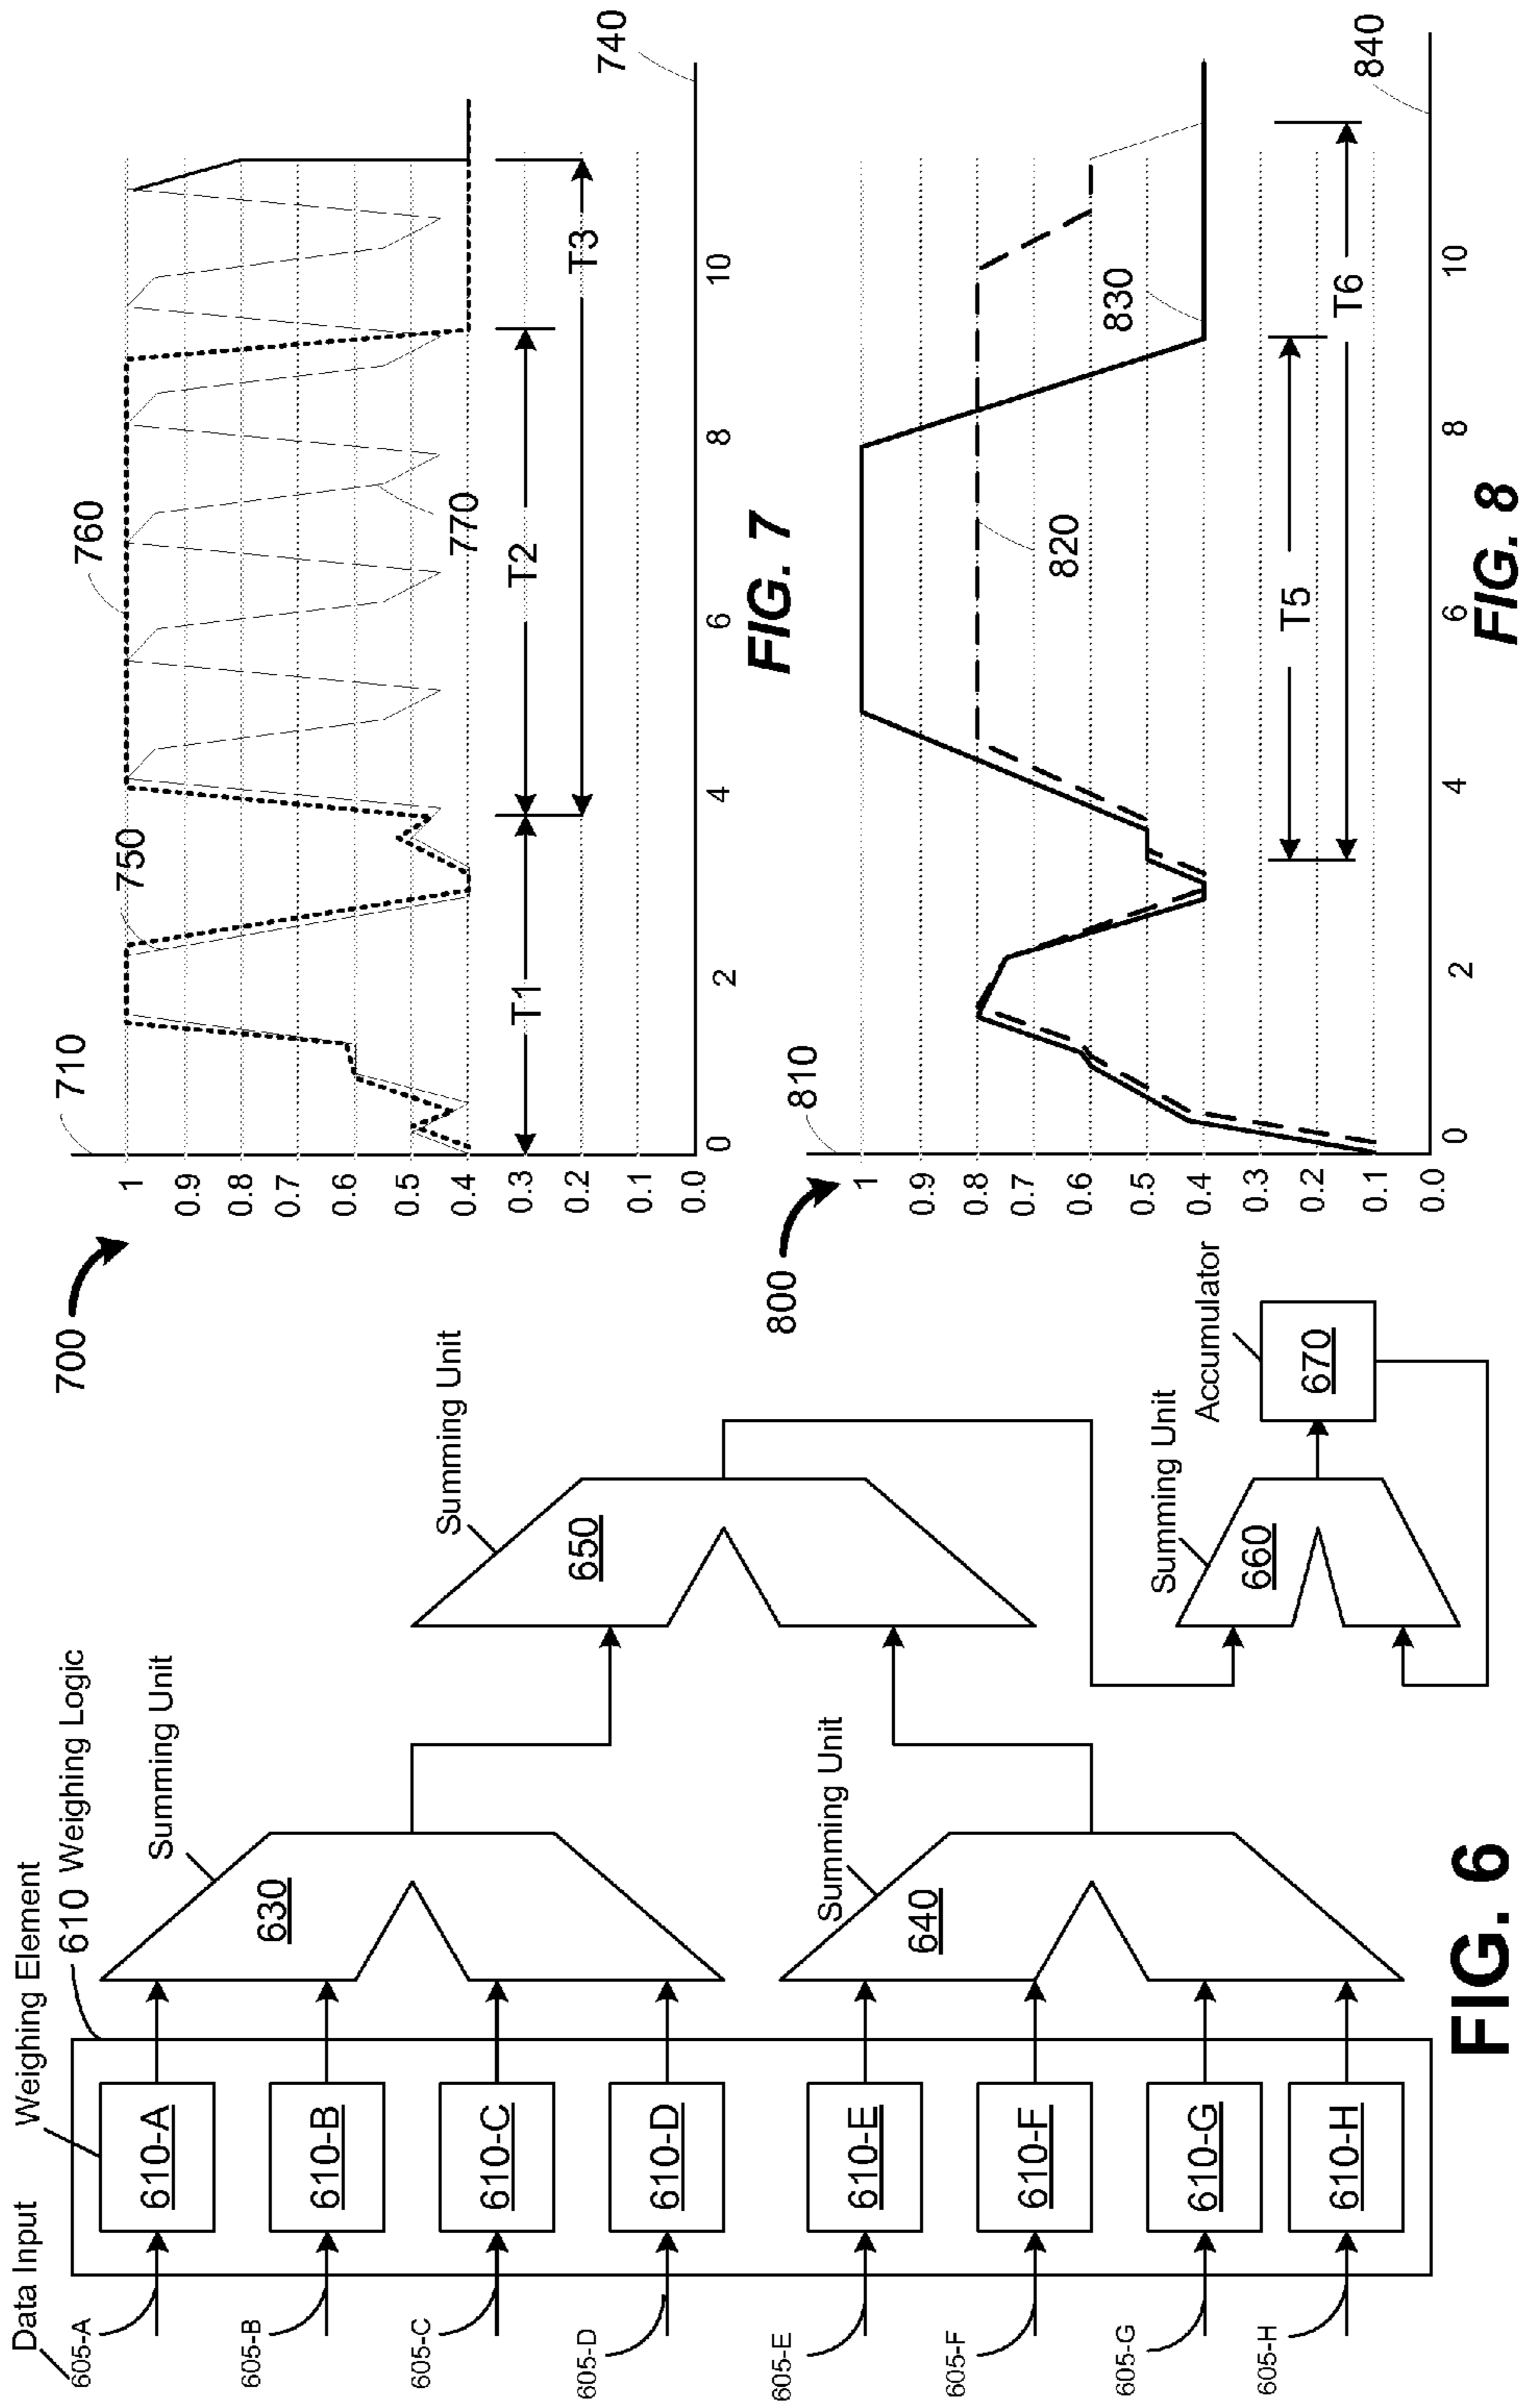 Data Input
Weighing Element
610 Weighing Logic
605-A
610-A
605-B
610-B
605-C
610-C
605-D
610-D
605-E
610-E
605-F
610-F
605-G
610-G
605-H
610-H
Summing Unit
630
Summing Unit
640
Summing Unit
650
Summing Unit
660
Accumulator
670
FIG. 6
700
710
750
760
770
740
1
0.9
0.8
0.7
0.6
0.5
0.4
0.3
0.2
0.1
0.0
T1
T2
T3
0 2 4 6 8 10
FIG. 7
800
810
820
830
840
1
0.9
0.8
0.7
0.6
0.5
0.4
0.3
0.2
0.1
0.0
T5
T6
0 2 4 6 8 10
FIG. 8